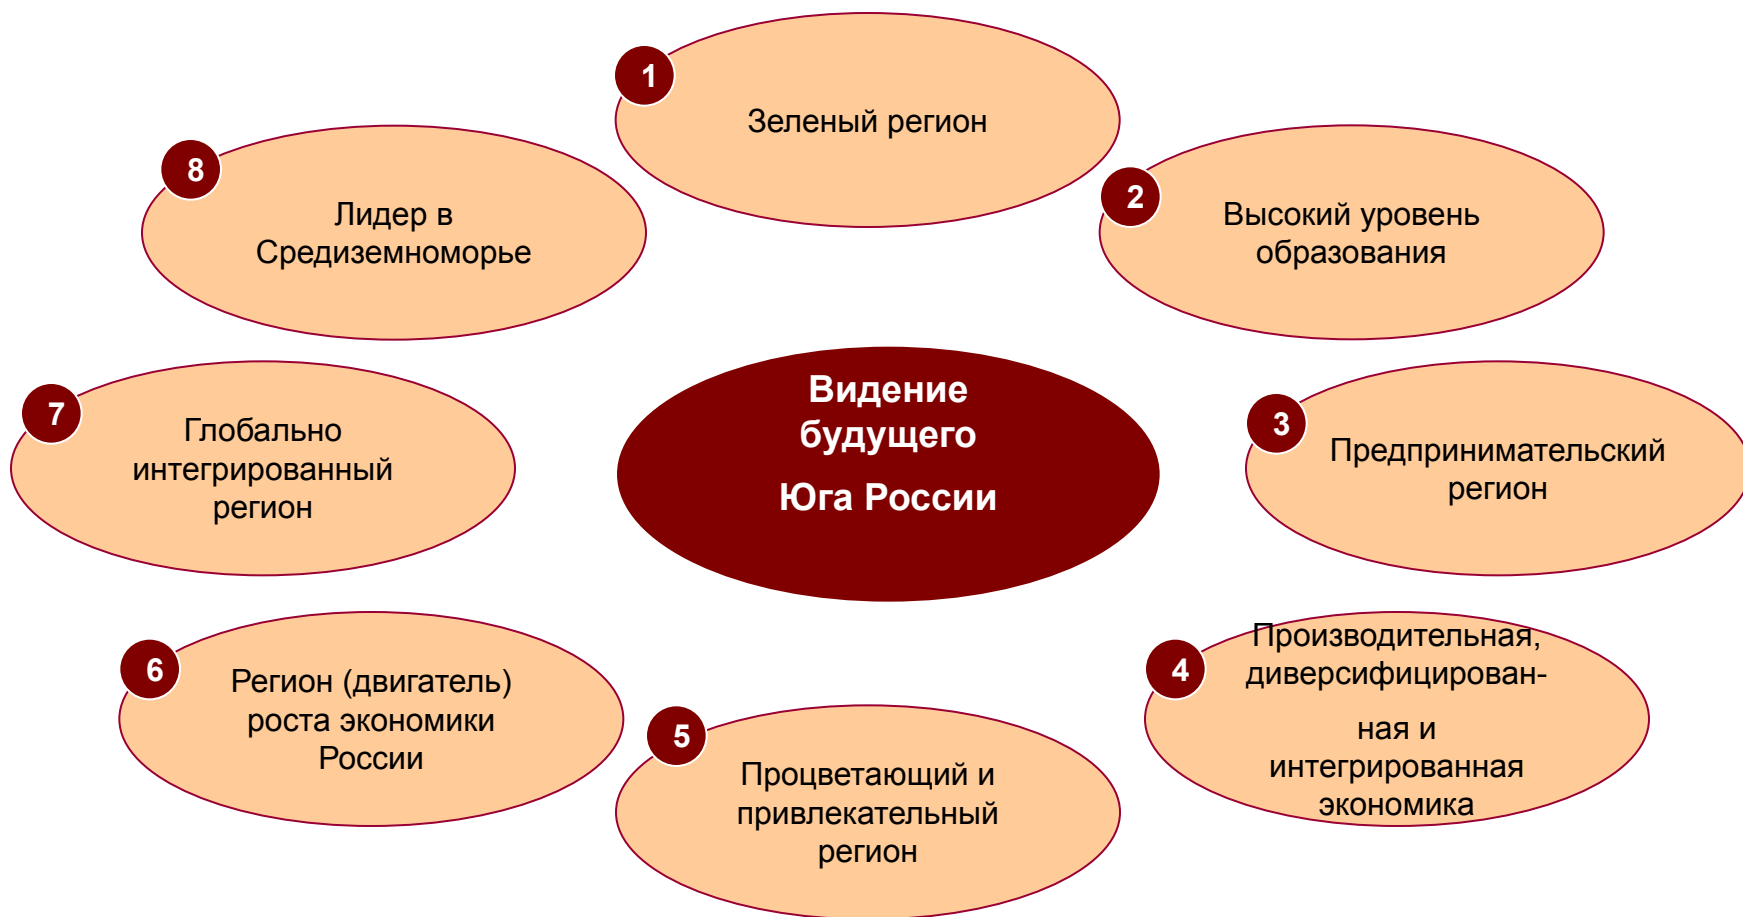 1
Зеленый регион
2
Высокий уровень
образования
3
Предпринимательский
регион
4
Производительная,
диверсифицирован-
ная и
интегрированная
экономика
5
Процветающий и
привлекательный
регион
6
Регион (двигатель)
роста экономики
России
7
Глобально
интегрированный
регион
8
Лидер в
Средиземноморье
Видение
будущего
Юга России